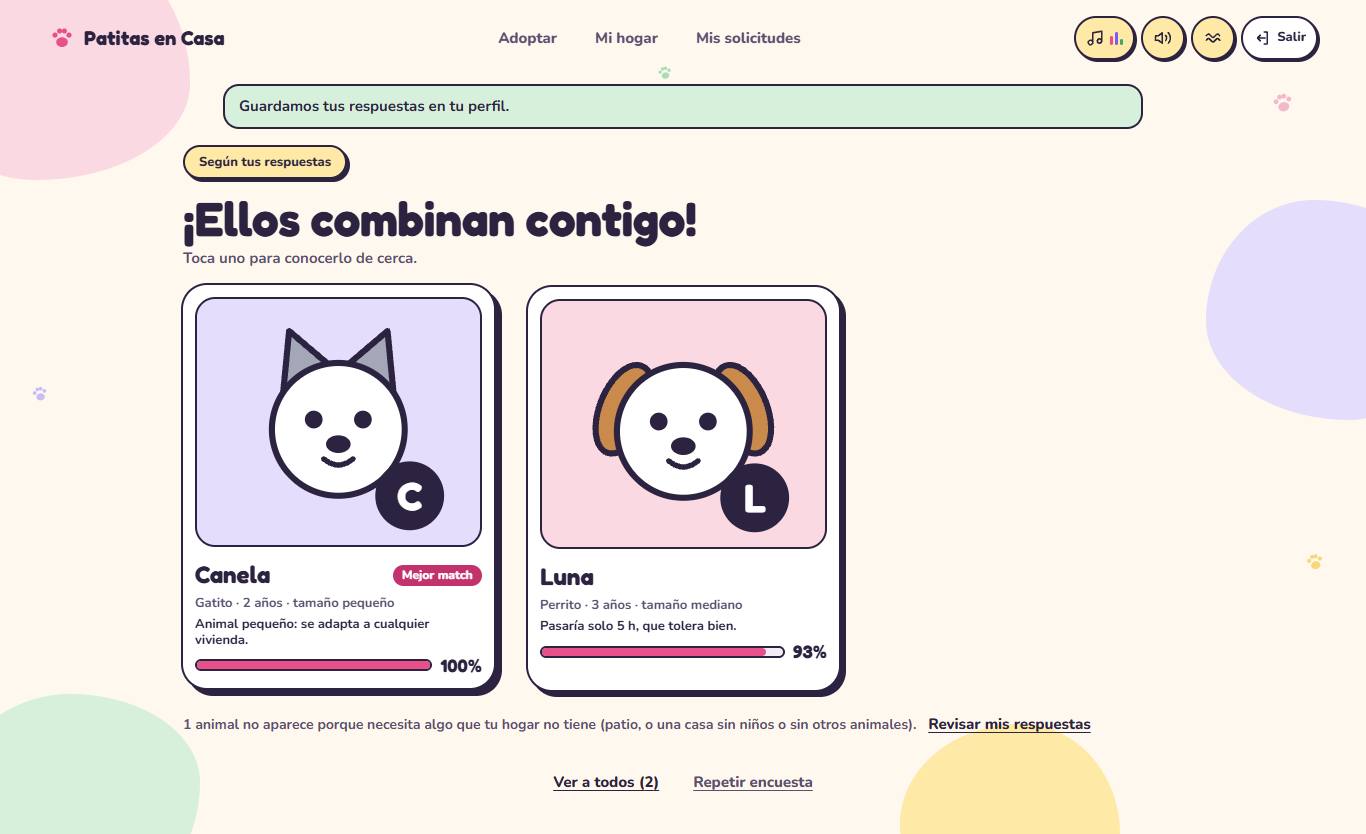 Patitas en Casa
Adoptar
Mi hogar
Mis solicitudes
Salir
Guardamos tus respuestas en tu perfil.
Según tus respuestas
¡Ellos combinan contigo!
Toca uno para conocerlo de cerca.
C
Canela
Mejor match
Gatito · 2 años · tamaño pequeño
Animal pequeño: se adapta a cualquier
vivienda.
100%
L
Luna
Perrito · 3 años · tamaño mediano
Pasaría solo 5 h, que tolera bien.
93%
1 animal no aparece porque necesita algo que tu hogar no tiene (patio, o una casa sin niños o sin otros animales).
Revisar mis respuestas
Ver a todos (2)
Repetir encuesta